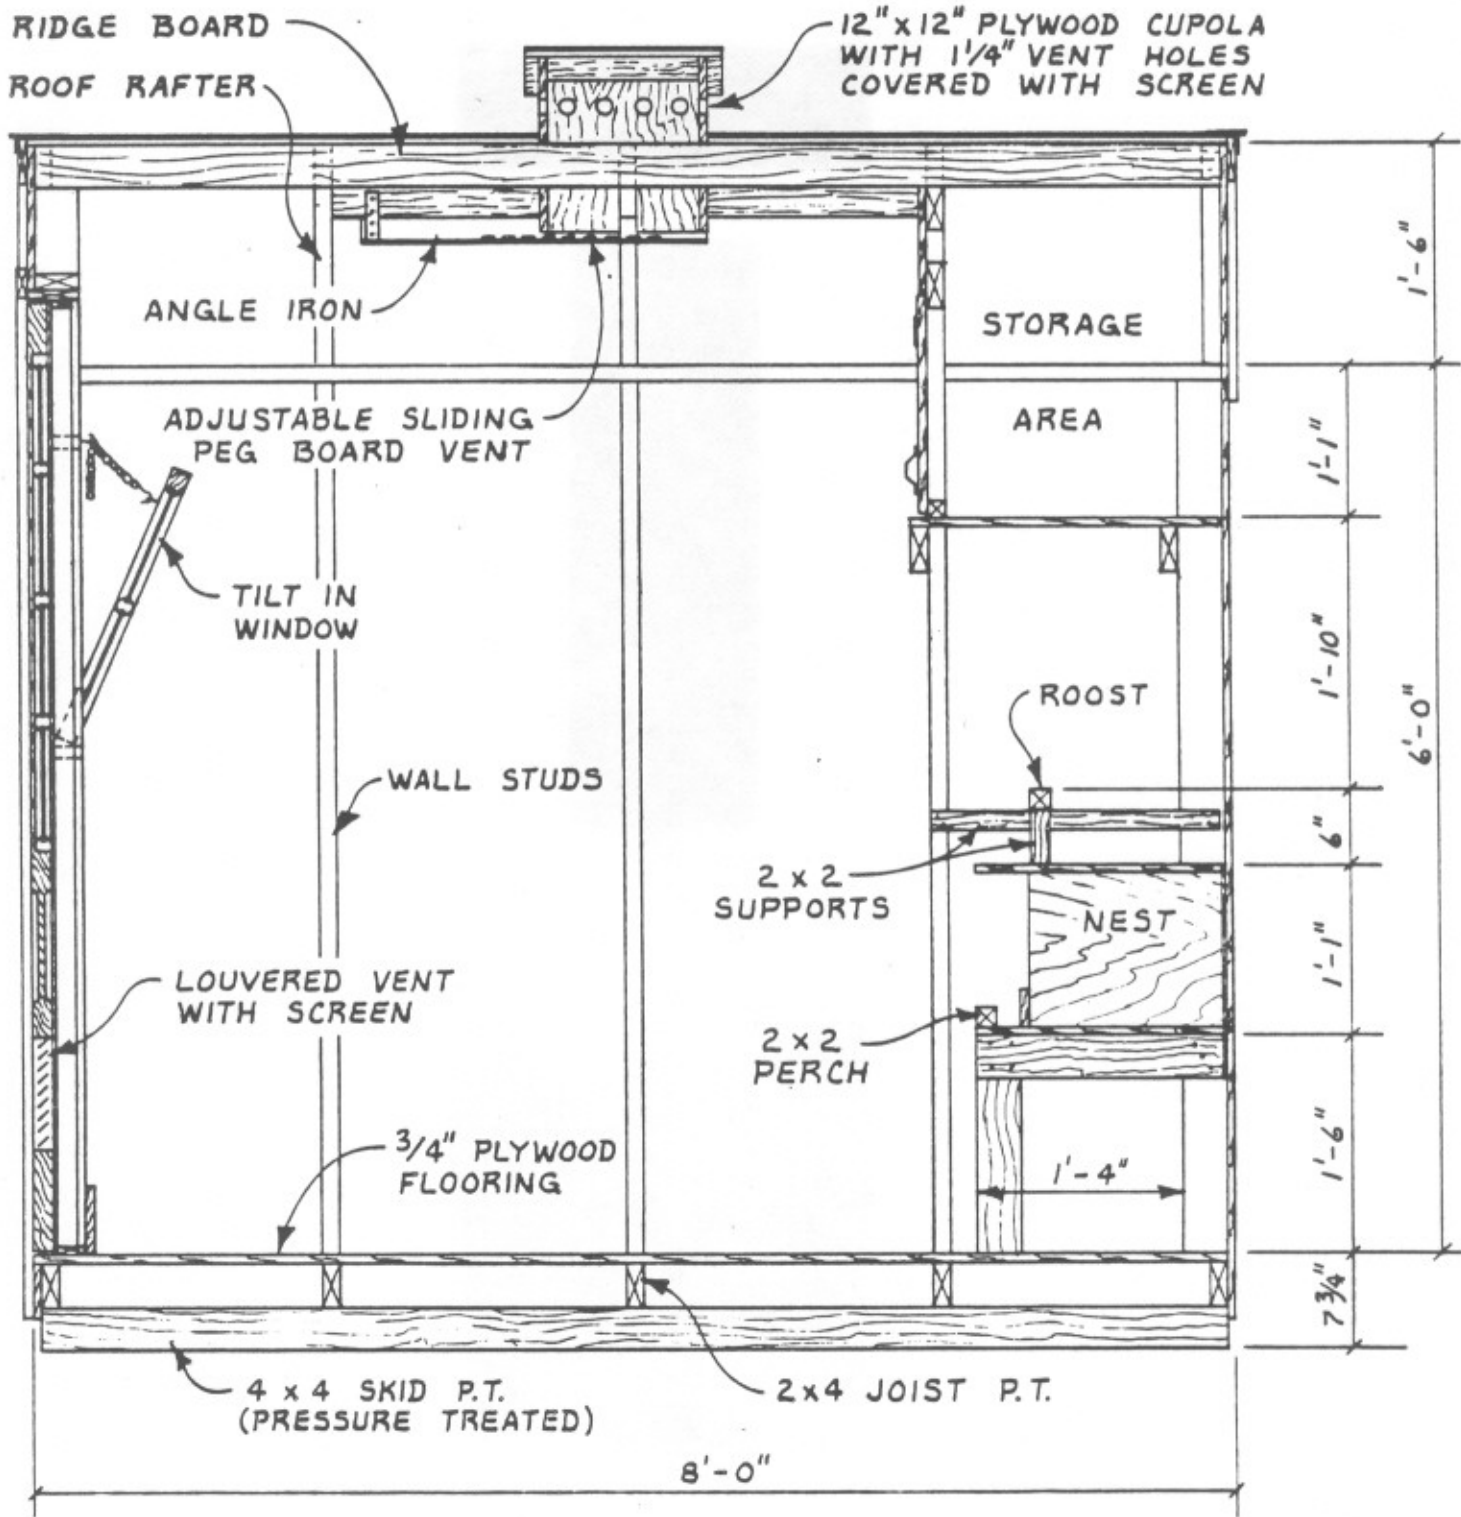 RIDGE BOARD
ROOF RAFTER
12" x 12" PLYWOOD CUPOLA
WITH 1 1/4" VENT HOLES
COVERED WITH SCREEN
ANGLE IRON
STORAGE
AREA
ADJUSTABLE SLIDING
PEG BOARD VENT
TILT IN
WINDOW
ROOST
WALL STUDS
2 x 2
SUPPORTS
NEST
LOUVERED VENT
WITH SCREEN
2 x 2
PERCH
3/4" PLYWOOD
FLOORING
1'-4"
4 x 4 SKID P.T.
(PRESSURE TREATED)
2x4 JOIST P.T.
8'-0"
1'-6"
1'-1"
1'-10"
6'-0"
6"
1'-1"
1'-6"
7 3/4"